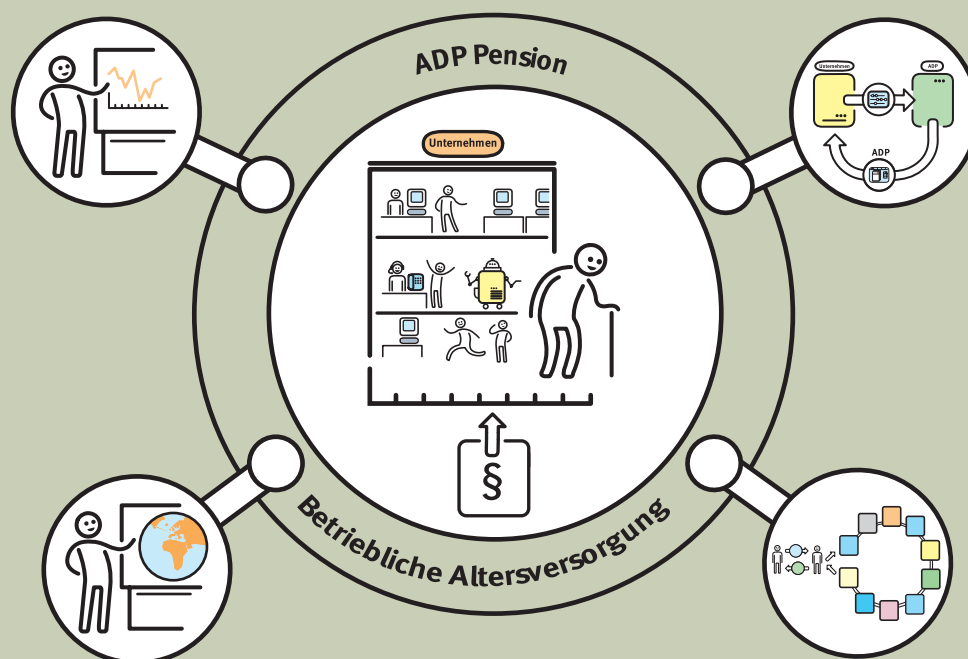 ADP Pension
Unternehmen
Unternehmen
ADP
ADP
§
Betriebliche Altersversorgung